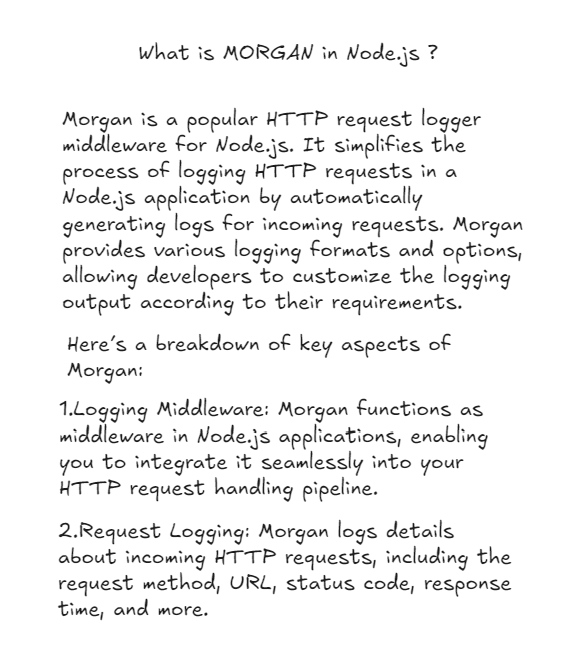 What is MORGAN in Node.js ?
Morgan is a popular HTTP request logger
middleware for Node.js. It simplifies the
process of logging HTTP requests in a
Node.js application by automatically
generating logs for incoming requests. Morgan
provides various logging formats and options,
allowing developers to customize the logging
output according to their requirements.
Here's a breakdown of key aspects of
Morgan:
1.Logging Middleware: Morgan functions as
middleware in Node.js applications, enabling
you to integrate it seamlessly into your
HTTP request handling pipeline.
2.Request Logging: Morgan logs details
about incoming HTTP requests, including the
request method, URL, status code, response
time, and more.